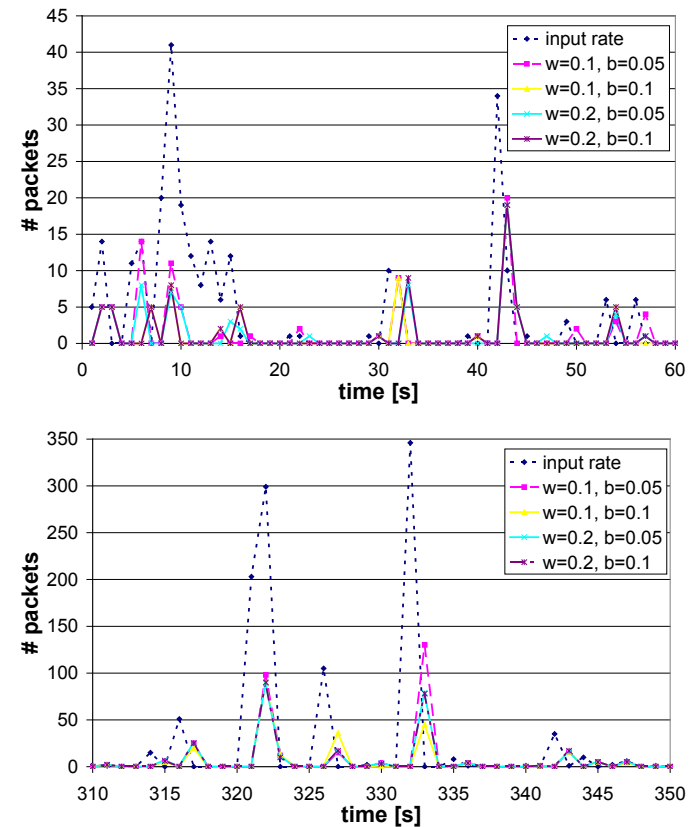 45
40
35
30
25
20
15
10
5
0
# packets
input rate
w=0.1, b=0.05
w=0.1, b=0.1
w=0.2, b=0.05
w=0.2, b=0.1
0 10 20 30 40 50 60
time [s]
350
300
250
200
150
100
50
0
# packets
input rate
w=0.1, b=0.05
w=0.1, b=0.1
w=0.2, b=0.05
w=0.2, b=0.1
310 315 320 325 330 335 340 345 350
time [s]